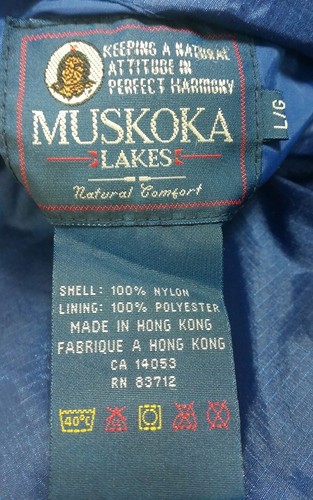 KEEPING A NATURAL
ATTITUDE IN
PERFECT HARMONY
MUSKOKA
LAKES
Natural Comfort
L/G
SHELL: 100% NYLON
LINING: 100% POLYESTER
MADE IN HONG KONG
FABRIQUE A HONG KONG
CA 14053
RN 83712
40°C